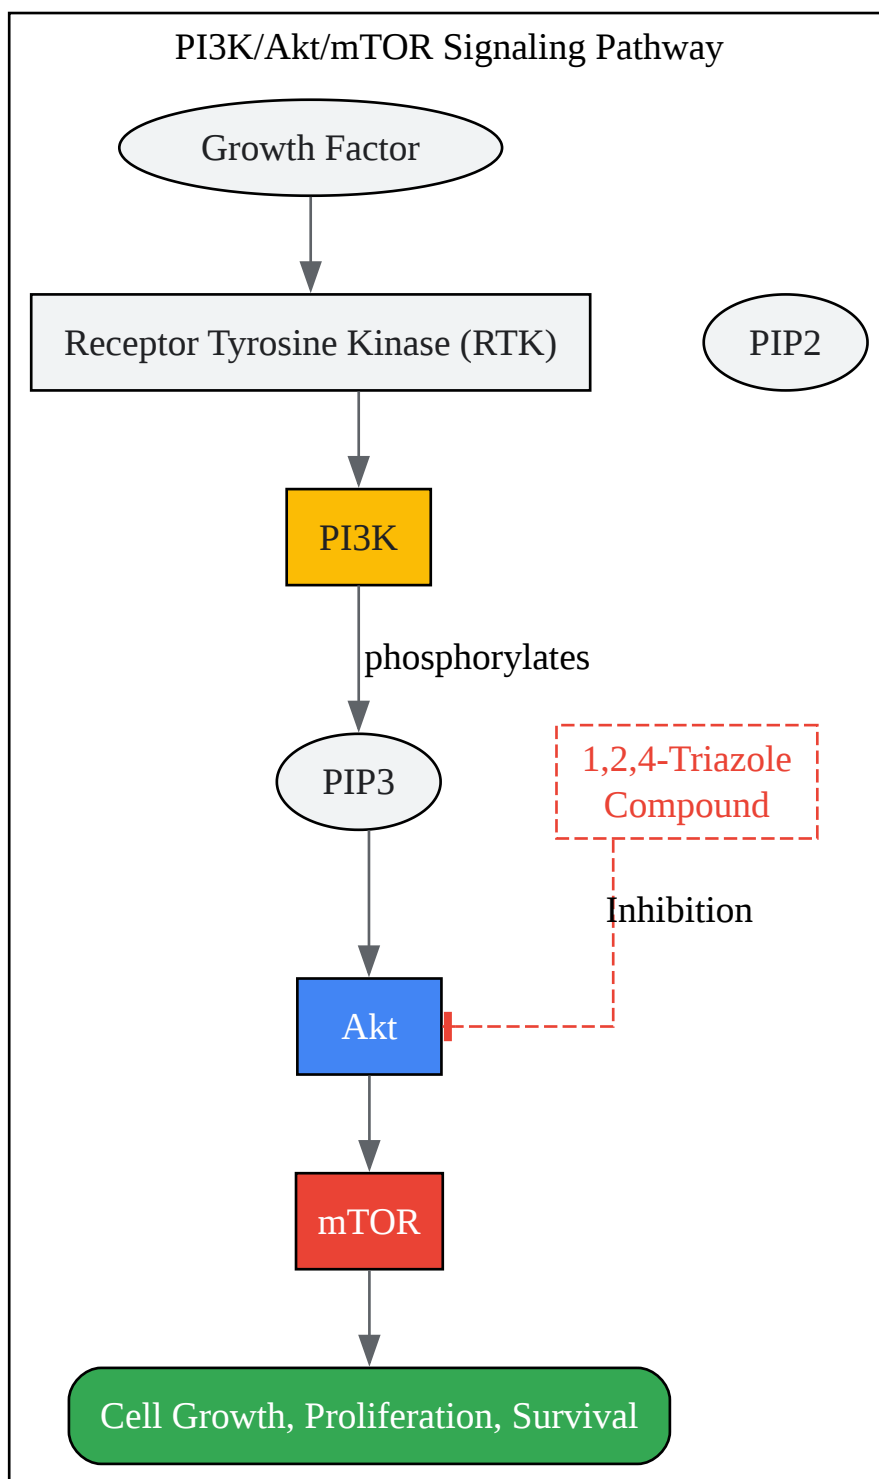 PI3K/Akt/mTOR Signaling Pathway
Growth Factor
Receptor Tyrosine Kinase (RTK)
PIP2
PI3K
phosphorylates
PIP3
1,2,4-Triazole
Compound
Inhibition
Akt
mTOR
Cell Growth, Proliferation, Survival